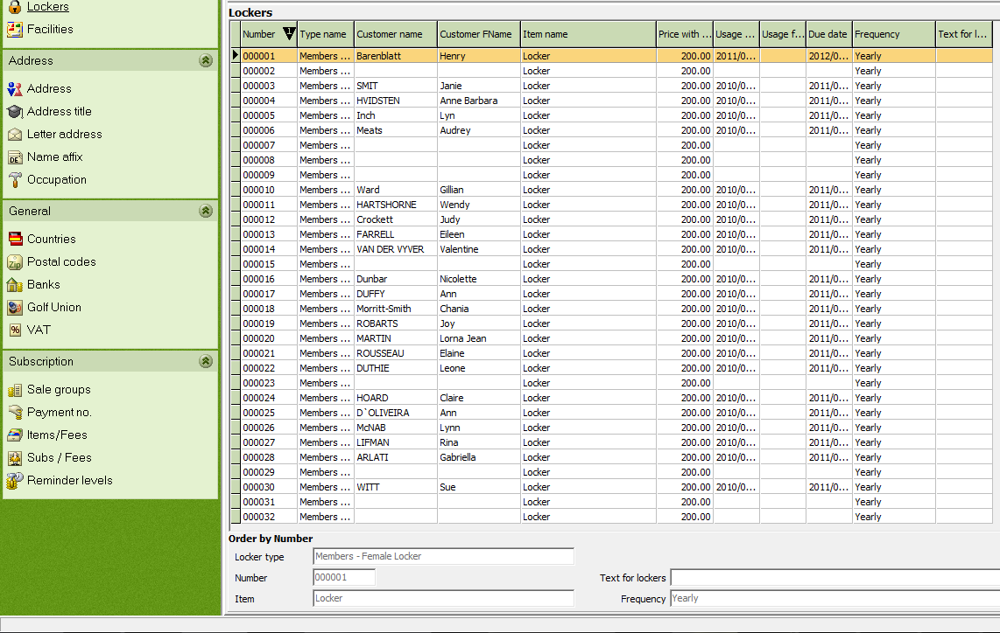 Lockers
Facilities
Address
Address
Address title
Letter address
Name affix
Occupation
General
Countries
Postal codes
Banks
Golf Union
VAT
Subscription
Sale groups
Payment no.
Items/Fees
Subs / Fees
Reminder levels
Lockers
Number 1 Type name Customer name Customer FName Item name Price with ... Usage ... Usage f... Due date Frequency Text for l...
000001 Members ... Barenblatt Henry Locker 200.00 2011/0... 2012/0... Yearly
000002 Members ... Locker 200.00 Yearly
000003 Members ... SMIT Janie Locker 200.00 2010/0... 2011/0... Yearly
000004 Members ... HVIDSTEN Anne Barbara Locker 200.00 2010/0... 2011/0... Yearly
000005 Members ... Inch Lyn Locker 200.00 2010/0... 2011/0... Yearly
000006 Members ... Meats Audrey Locker 200.00 2010/0... 2011/0... Yearly
000007 Members ... Locker 200.00 Yearly
000008 Members ... Locker 200.00 Yearly
000009 Members ... Locker 200.00 Yearly
000010 Members ... Ward Gillian Locker 200.00 2010/0... 2011/0... Yearly
000011 Members ... HARTSHORNE Wendy Locker 200.00 2010/0... 2011/0... Yearly
000012 Members ... Crockett Judy Locker 200.00 2010/0... 2011/0... Yearly
000013 Members ... FARRELL Eileen Locker 200.00 2010/0... 2011/0... Yearly
000014 Members ... VAN DER VYVER Valentine Locker 200.00 2010/0... 2011/0... Yearly
000015 Members ... Locker 200.00 Yearly
000016 Members ... Dunbar Nicolette Locker 200.00 2010/0... 2011/0... Yearly
000017 Members ... DUFFY Ann Locker 200.00 2010/0... 2011/0... Yearly
000018 Members ... Morritt-Smith Chania Locker 200.00 2010/0... 2011/0... Yearly
000019 Members ... ROBARTS Joy Locker 200.00 2010/0... 2011/0... Yearly
000020 Members ... MARTIN Lorna Jean Locker 200.00 2010/0... 2011/0... Yearly
000021 Members ... ROUSSEAU Elaine Locker 200.00 2010/0... 2011/0... Yearly
000022 Members ... DUTHIE Leone Locker 200.00 2010/0... 2011/0... Yearly
000023 Members ... Locker 200.00 Yearly
000024 Members ... HOARD Claire Locker 200.00 2010/0... 2011/0... Yearly
000025 Members ... D`OLIVEIRA Ann Locker 200.00 2010/0... 2011/0... Yearly
000026 Members ... McNAB Lynn Locker 200.00 2010/0... 2011/0... Yearly
000027 Members ... LIFMAN Rina Locker 200.00 2010/0... 2011/0... Yearly
000028 Members ... ARLATI Gabriella Locker 200.00 2010/0... 2011/0... Yearly
000029 Members ... Locker 200.00 Yearly
000030 Members ... WITT Sue Locker 200.00 2010/0... 2011/0... Yearly
000031 Members ... Locker 200.00 Yearly
000032 Members ... Locker 200.00 Yearly
Order by Number
Locker type Members - Female Locker
Number 000001 Text for lockers
Item Locker Frequency Yearly